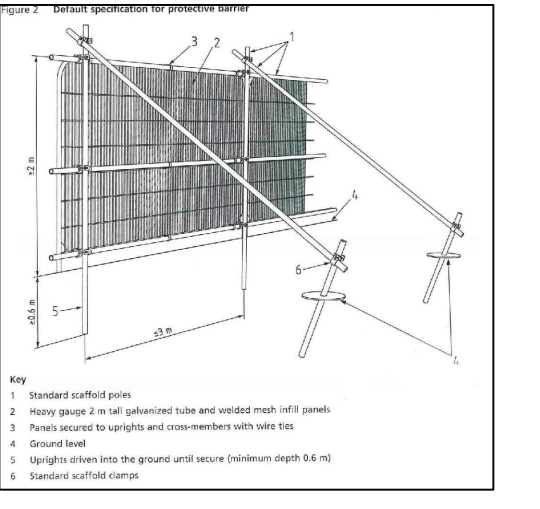 Figure 2 Default specification for protective barrier
1
3
2
≥2 m
4
6
≥0.6 m
5
≤3 m
4
Key
1 Standard scaffold poles
2 Heavy gauge 2 m tall galvanized tube and welded mesh infill panels
3 Panels secured to uprights and cross-members with wire ties
4 Ground level
5 Uprights driven into the ground until secure (minimum depth 0.6 m)
6 Standard scaffold clamps